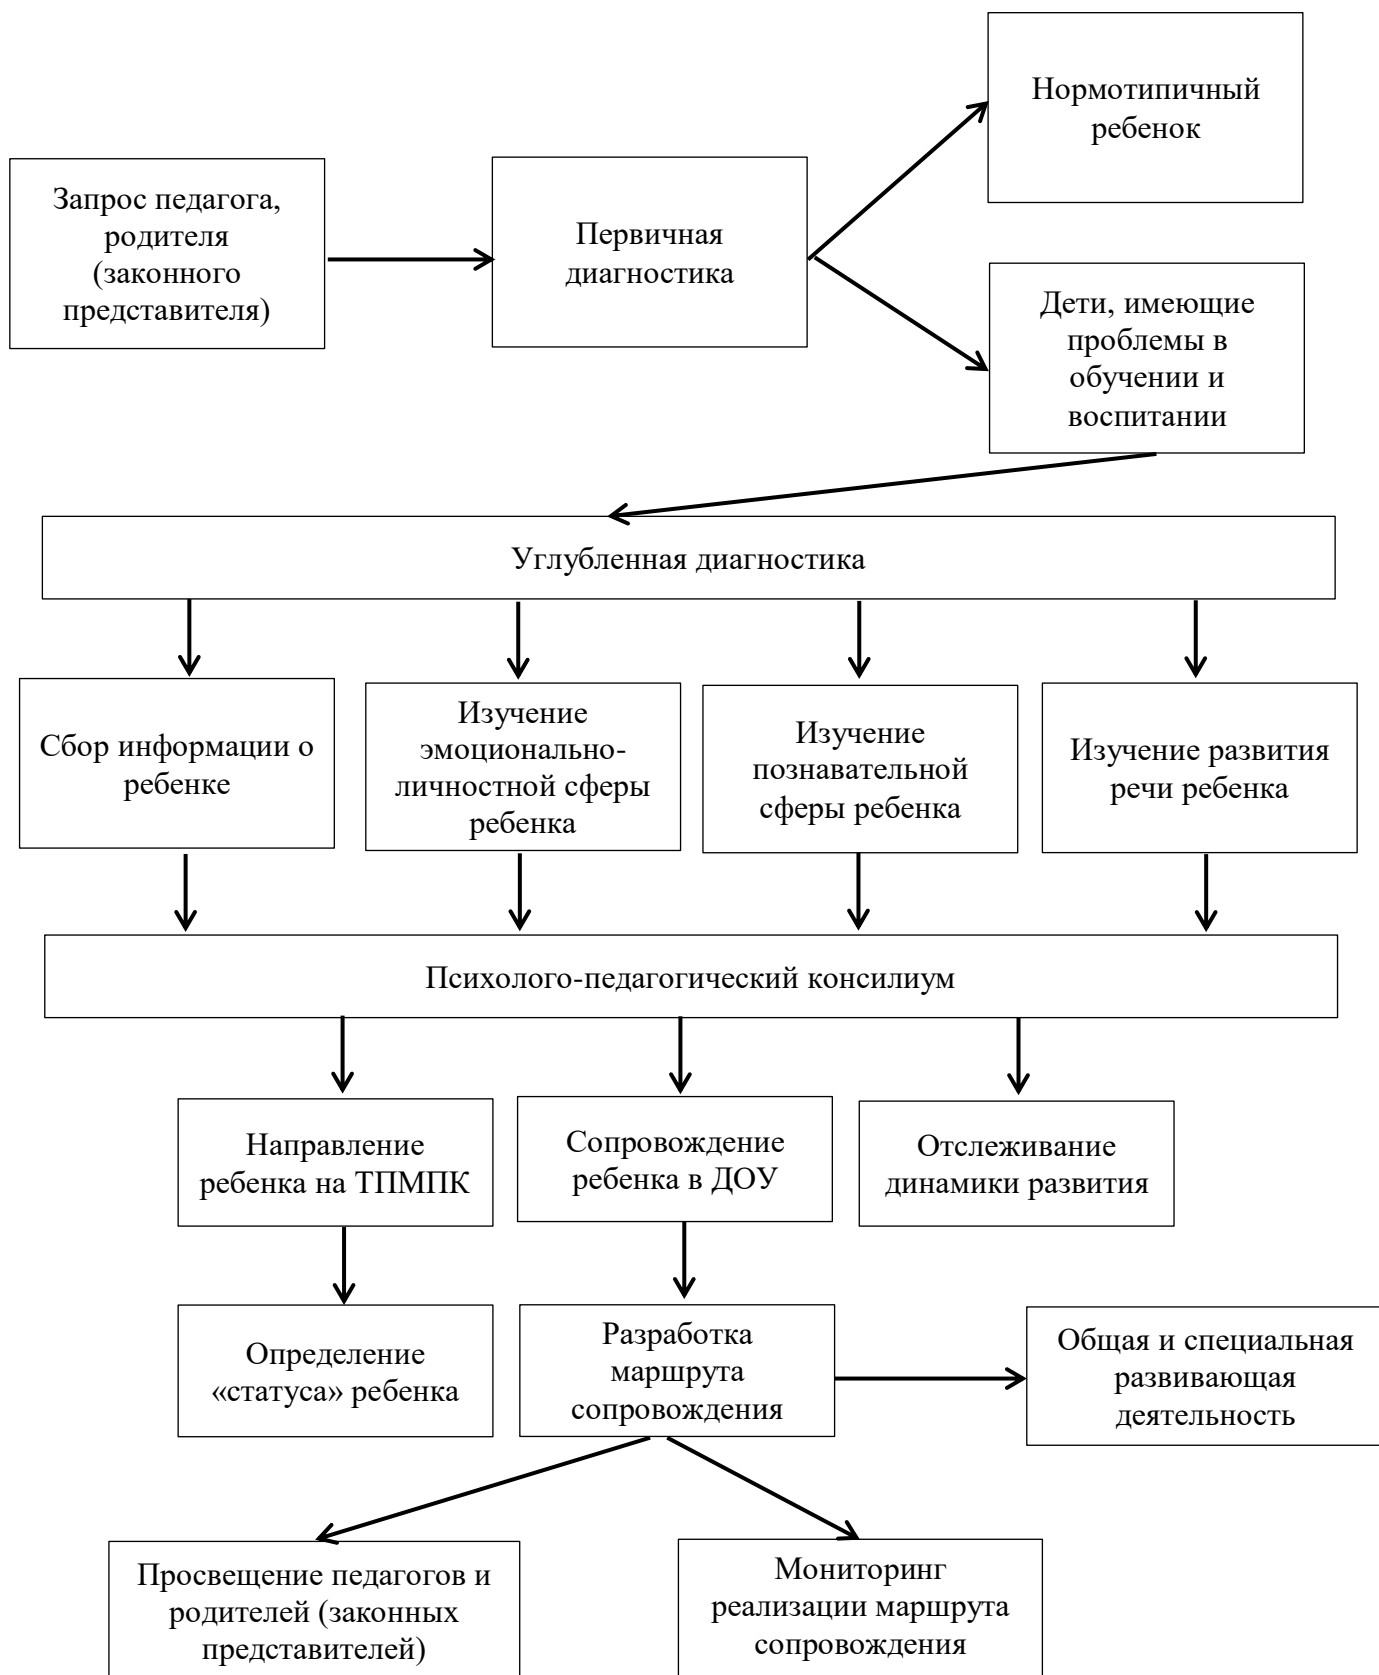 Нормотипичный
ребенок
Запрос педагога,
родителя
(законного
представителя)
Первичная
диагностика
Дети, имеющие
проблемы в
обучении и
воспитании
Углубленная диагностика
Сбор информации о
ребенке
Изучение
эмоционально-
личностной сферы
ребенка
Изучение
познавательной
сферы ребенка
Изучение развития
речи ребенка
Психолого-педагогический консилиум
Направление
ребенка на ТПМПК
Сопровождение
ребенка в ДОУ
Отслеживание
динамики развития
Определение
«статуса» ребенка
Разработка
маршрута
сопровождения
Общая и специальная
развивающая
деятельность
Просвещение педагогов и
родителей (законных
представителей)
Мониторинг
реализации маршрута
сопровождения